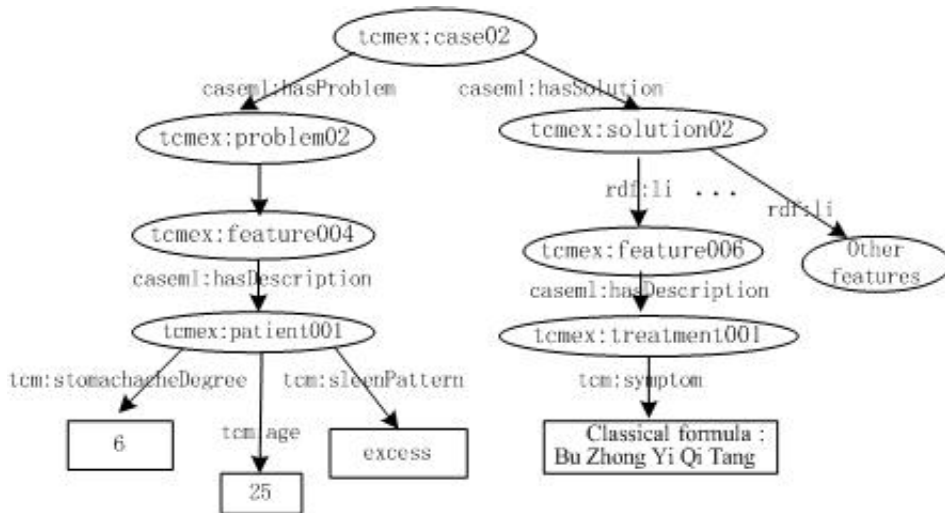 tcmex:case02
caseml:hasProblem
caseml:hasSolution
tcmex:problem02
tcmex:solution02
rdf:li ...
rdf:li
tcmex:feature004
tcmex:feature006
Other
features
caseml:hasDescription
caseml:hasDescription
tcmex:patient001
tcmex:treatment001
tcm:stomachacheDegree
tcm:sleenPattern
tcm:symptom
6
tcm:age
excess
Classical formula :
Bu Zhong Yi Qi Tang
25